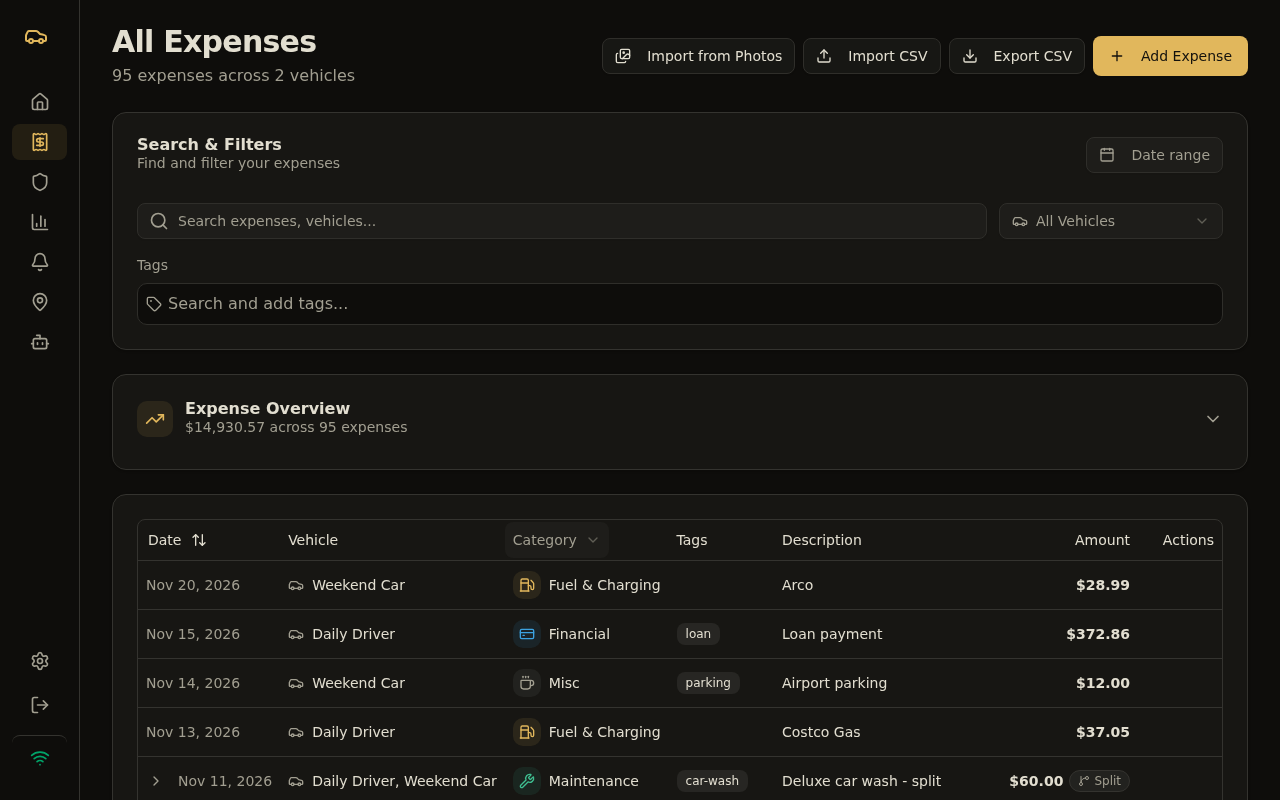 All Expenses
95 expenses across 2 vehicles
Import from Photos
Import CSV
Export CSV
Add Expense
Search & Filters
Find and filter your expenses
Date range
Search expenses, vehicles...
All Vehicles
Tags
Search and add tags...
Expense Overview
$14,930.57 across 95 expenses
Date Vehicle Category Tags Description Amount Actions
Nov 20, 2026 Weekend Car Fuel & Charging Arco $28.99
Nov 15, 2026 Daily Driver Financial loan Loan payment $372.86
Nov 14, 2026 Weekend Car Misc parking Airport parking $12.00
Nov 13, 2026 Daily Driver Fuel & Charging Costco Gas $37.05
Nov 11, 2026 Daily Driver, Weekend Car Maintenance car-wash Deluxe car wash - split $60.00 Split